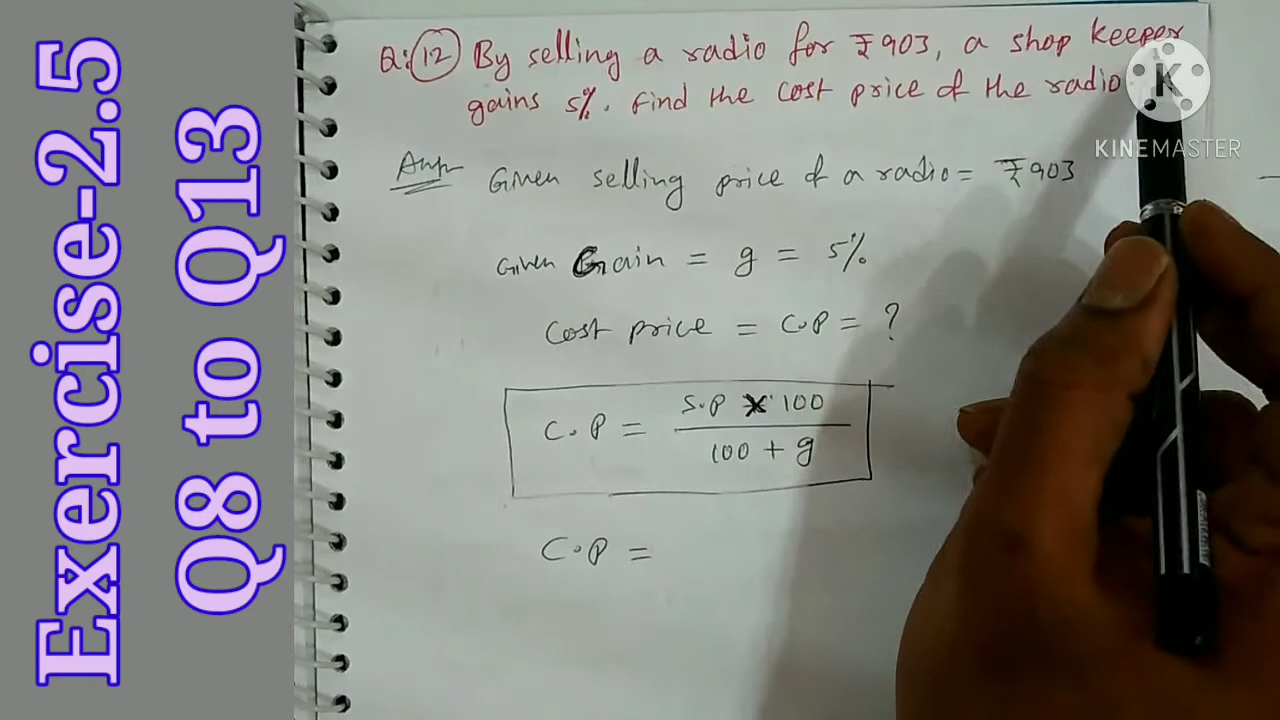 Exercise-2.5
Q8 to Q13
Q:12 By selling a radio for ₹903, a shop keeper
gains 5%. Find the cost price of the radio
K
KINEMASTER
Given selling price of a radio = ₹903
Given Gain = g = 5%
Cost price = C.P = ?
C.P = S.P × 100
100 + g
C.P =